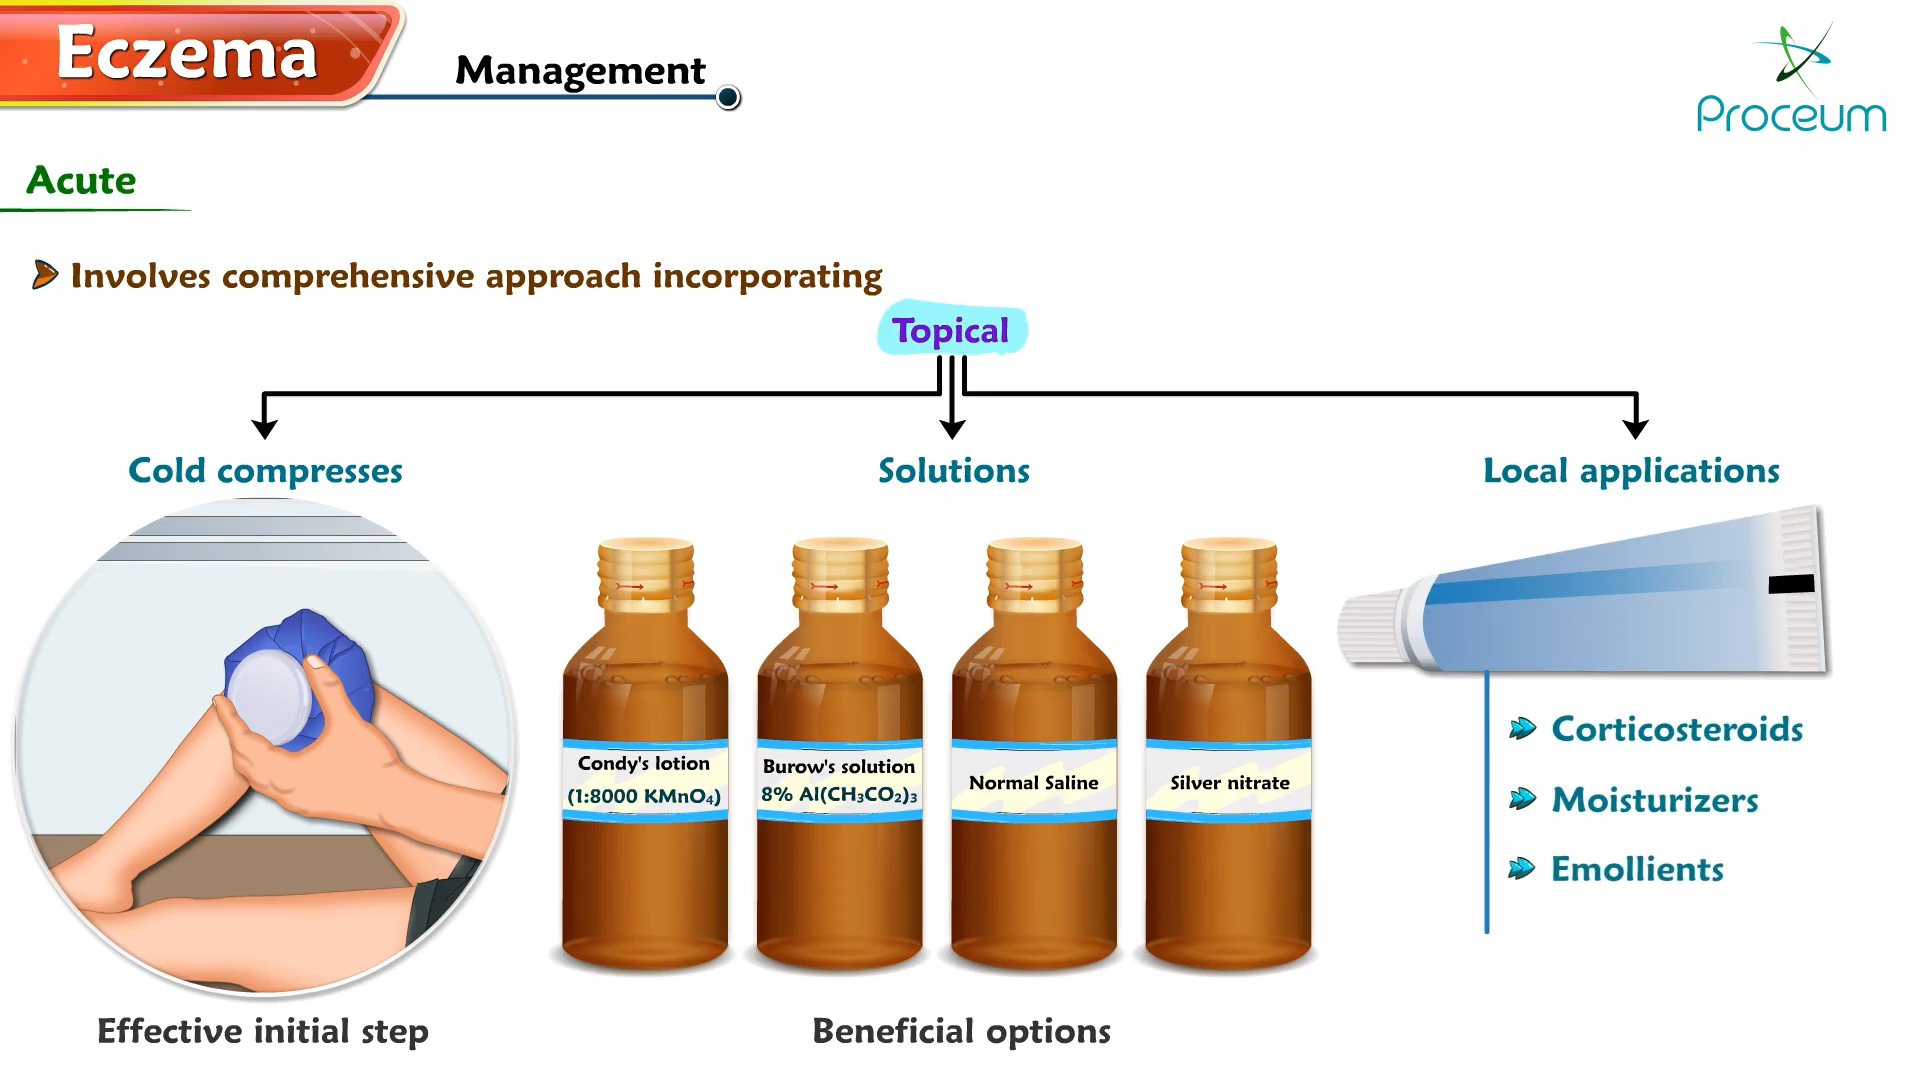 Eczema
Management
Proceum
Acute
Involves comprehensive approach incorporating
Topical
Cold compresses
Solutions
Local applications
Condy's lotion
(1:8000 KMnO₄)
Burow's solution
8% Al(CH₃CO₂)₃
Normal Saline
Silver nitrate
Corticosteroids
Moisturizers
Emollients
Effective initial step
Beneficial options